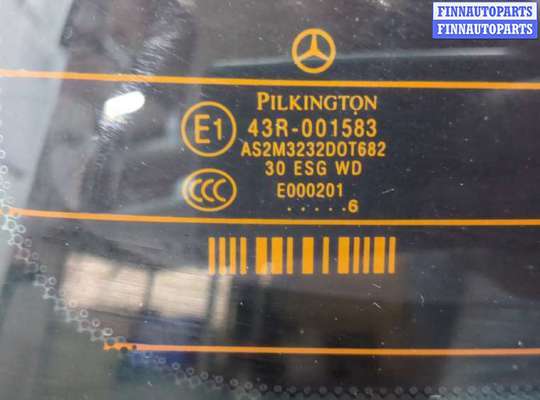 FINNAUTOPARTS
FINNAUTOPARTS
PILKINGTON
E1 43R-001583
AS2M3232DOT682
30 ESG WD
CCC E000201
.....6